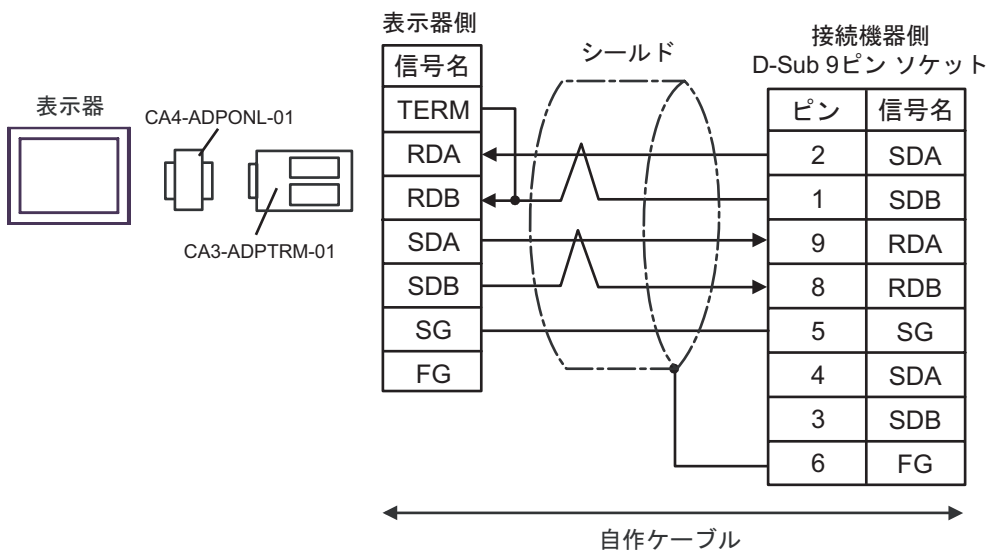 表示器
CA4-ADPONL-01
CA3-ADPTRM-01
表示器側
信号名
TERM
RDA
RDB
SDA
SDB
SG
FG
シールド
接続機器側
D-Sub 9ピン ソケット
ピン 信号名
2 SDA
1 SDB
9 RDA
8 RDB
5 SG
4 SDA
3 SDB
6 FG
自作ケーブル